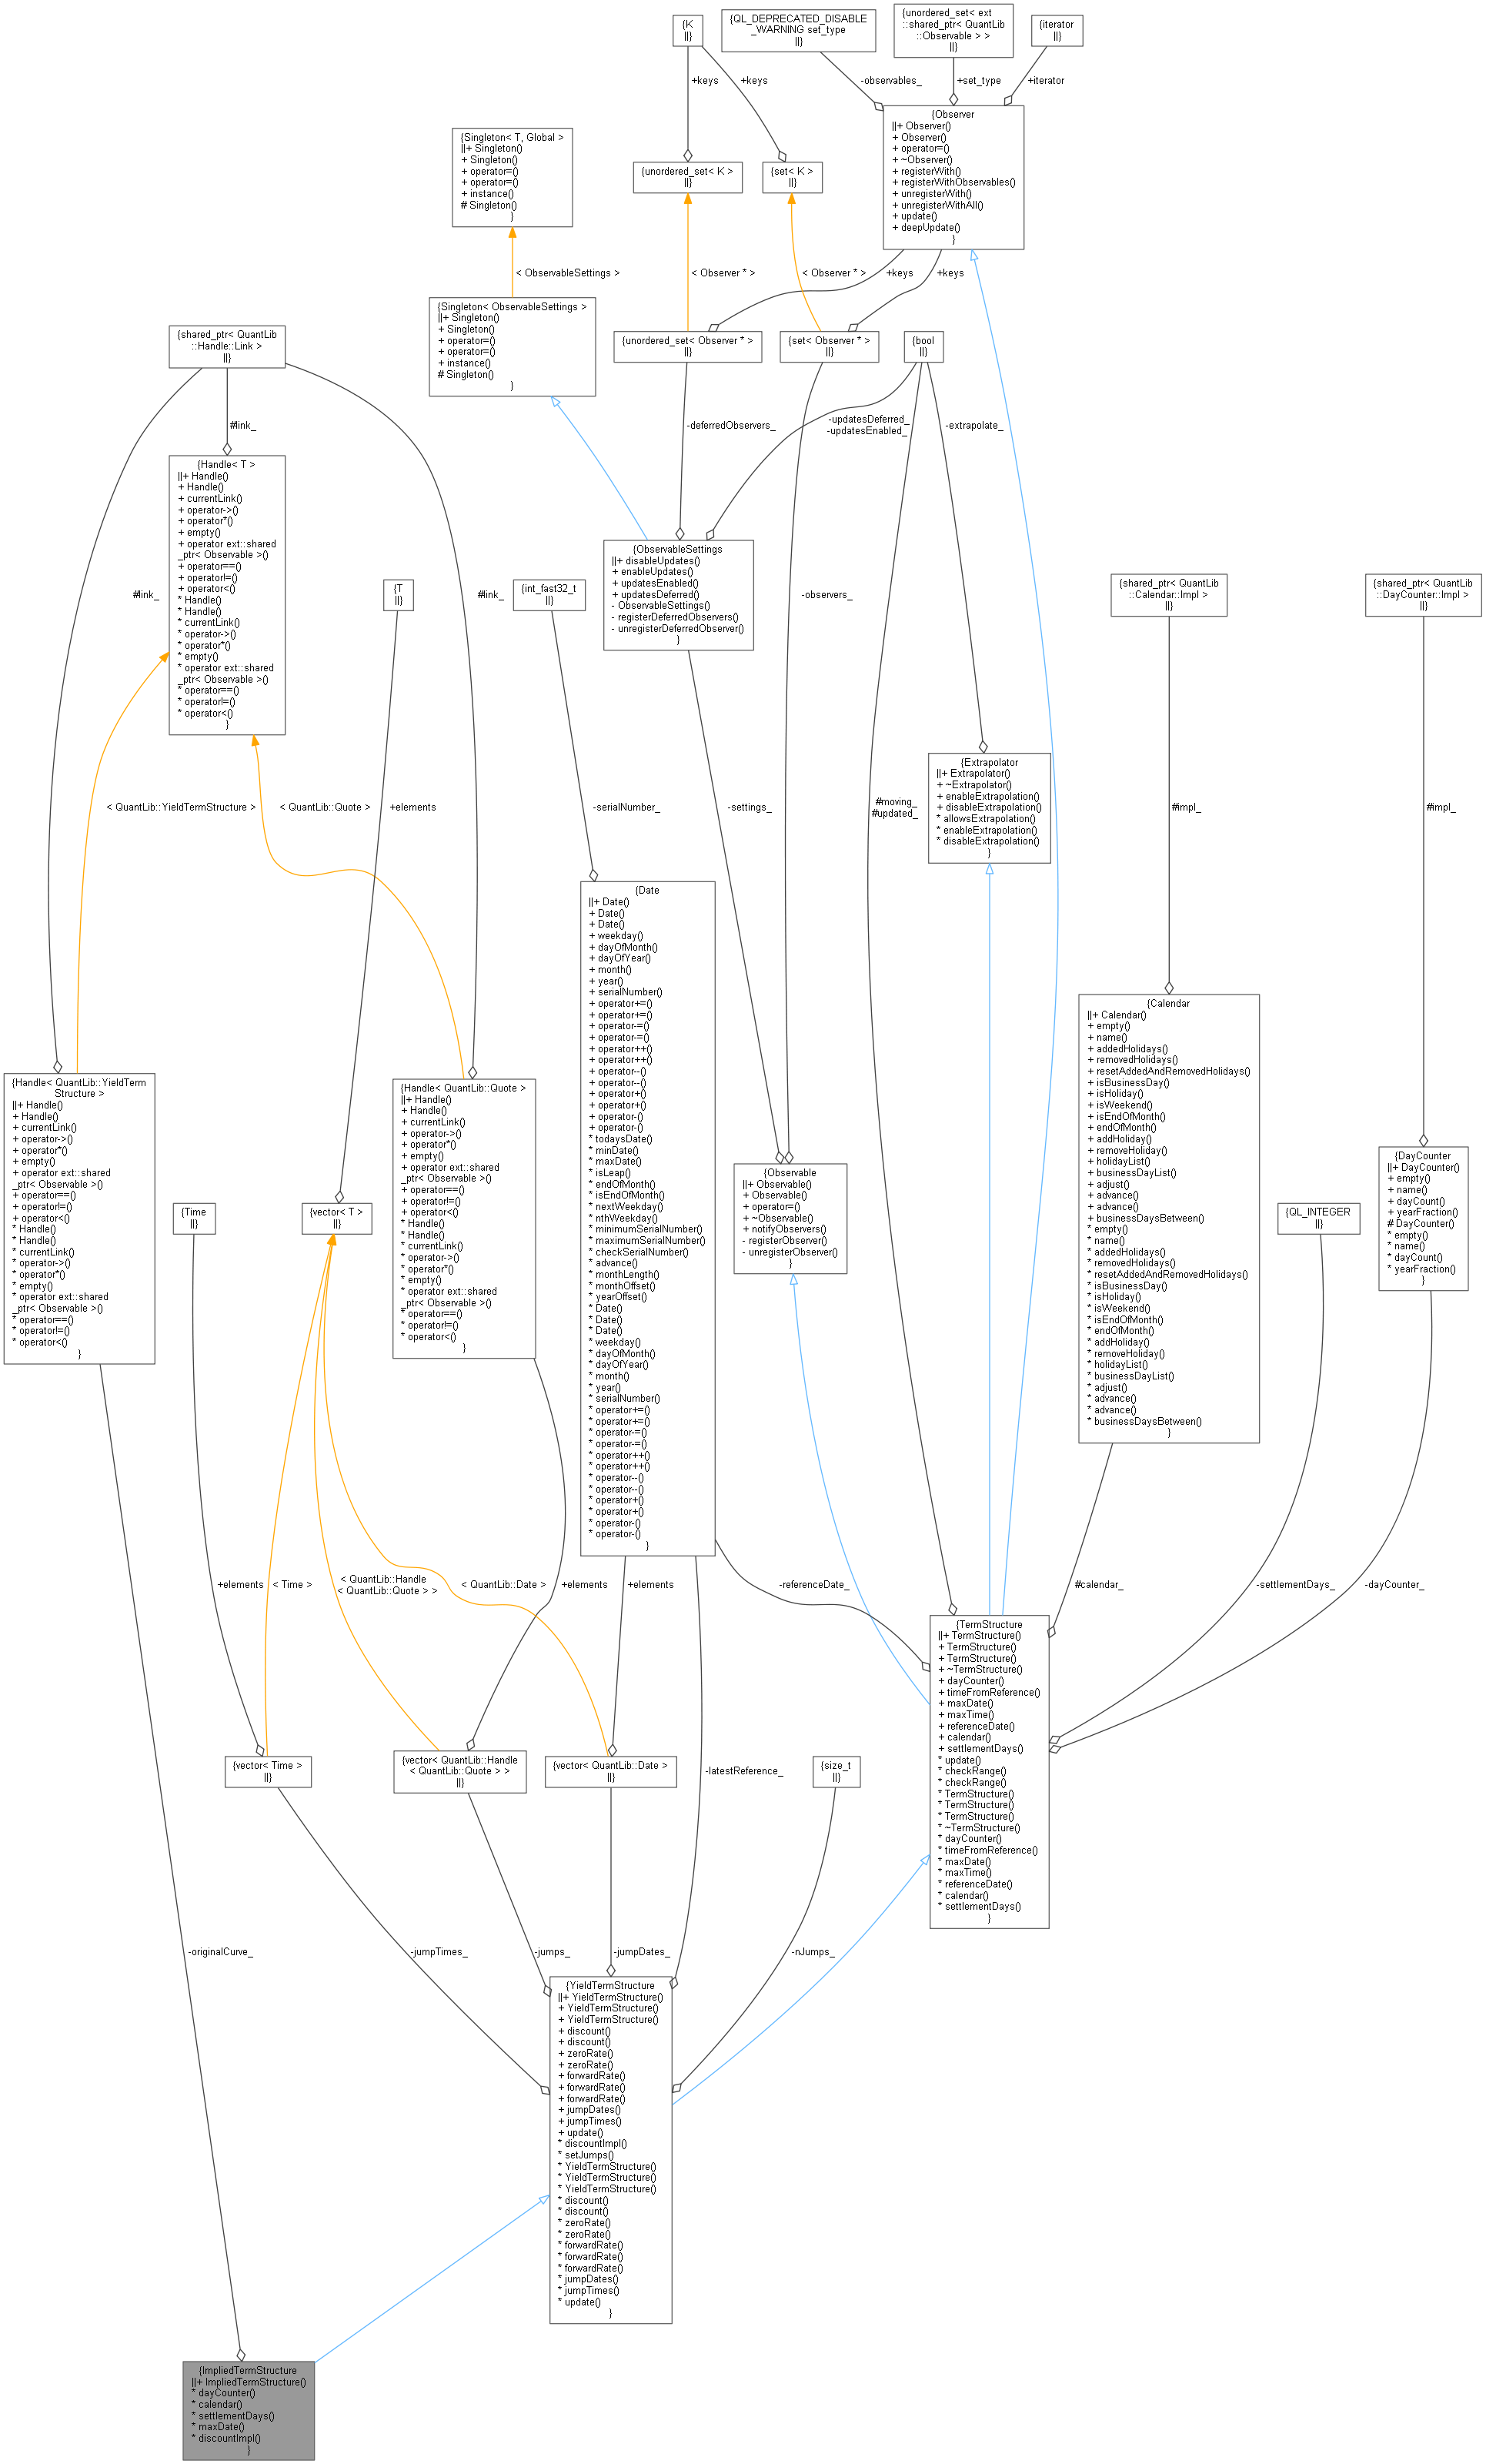 {K
||}
{QL_DEPRECATED_DISABLE
_WARNING set_type
||}
{unordered_set< ext
::shared_ptr< QuantLib
::Observable > >
||}
{iterator
||}
+keys
+keys
-observables_
+set_type
+iterator
{Singleton< T, Global >
||+ Singleton()
+ Singleton()
+ operator=()
+ operator=()
+ instance()
# Singleton()
}
{unordered_set< K >
||}
{set< K >
||}
{Observer
||+ Observer()
+ Observer()
+ operator=()
+ ~Observer()
+ registerWith()
+ registerWithObservables()
+ unregisterWith()
+ unregisterWithAll()
+ update()
+ deepUpdate()
}
< ObservableSettings >
< Observer * >
< Observer * >
+keys
+keys
{Singleton< ObservableSettings >
||+ Singleton()
+ Singleton()
+ operator=()
+ operator=()
+ instance()
# Singleton()
}
{shared_ptr< QuantLib
::Handle::Link >
||}
{unordered_set< Observer * >
||}
{set< Observer * >
||}
{bool
||}
#link_
-deferredObservers_
-updatesDeferred_
-updatesEnabled_
-extrapolate_
{Handle< T >
||+ Handle()
+ Handle()
+ currentLink()
+ operator->()
+ operator*()
+ empty()
+ operator ext::shared
_ptr< Observable >()
+ operator==()
+ operator!=()
+ operator<()
* Handle()
* Handle()
* currentLink()
* operator->()
* operator*()
* empty()
* operator ext::shared
_ptr< Observable >()
* operator==()
* operator!=()
* operator<()
}
#link_
#link_
{T
||}
{int_fast32_t
||}
{ObservableSettings
||+ disableUpdates()
+ enableUpdates()
+ updatesEnabled()
+ updatesDeferred()
- ObservableSettings()
- registerDeferredObservers()
- unregisterDeferredObserver()
}
-observers_
{shared_ptr< QuantLib
::Calendar::Impl >
||}
{shared_ptr< QuantLib
::DayCounter::Impl >
||}
< QuantLib::YieldTermStructure >
< QuantLib::Quote >
+elements
-serialNumber_
-settings_
#moving_
#updated_
{Extrapolator
||+ Extrapolator()
+ ~Extrapolator()
+ enableExtrapolation()
+ disableExtrapolation()
* allowsExtrapolation()
* enableExtrapolation()
* disableExtrapolation()
}
#impl_
#impl_
{Date
||+ Date()
+ Date()
+ Date()
+ weekday()
+ dayOfMonth()
+ dayOfYear()
+ month()
+ year()
+ serialNumber()
+ operator+=()
+ operator+=()
+ operator-=()
+ operator-=()
+ operator++()
+ operator++()
+ operator--()
+ operator--()
+ operator+()
+ operator+()
+ operator-()
+ operator-()
* todaysDate()
* minDate()
* maxDate()
* isLeap()
* endOfMonth()
* isEndOfMonth()
* nextWeekday()
* nthWeekday()
* minimumSerialNumber()
* maximumSerialNumber()
* checkSerialNumber()
* advance()
* monthLength()
* monthOffset()
* yearOffset()
* Date()
* Date()
* Date()
* weekday()
* dayOfMonth()
* dayOfYear()
* month()
* year()
* serialNumber()
* operator+=()
* operator+=()
* operator-=()
* operator-=()
* operator++()
* operator++()
* operator--()
* operator--()
* operator+()
* operator+()
* operator-()
* operator-()
}
{Calendar
||+ Calendar()
+ empty()
+ name()
+ addedHolidays()
+ removedHolidays()
+ resetAddedAndRemovedHolidays()
+ isBusinessDay()
+ isHoliday()
+ isWeekend()
+ isEndOfMonth()
+ endOfMonth()
+ addHoliday()
+ removeHoliday()
+ holidayList()
+ businessDayList()
+ adjust()
+ advance()
+ advance()
+ businessDaysBetween()
* empty()
* name()
* addedHolidays()
* removedHolidays()
* resetAddedAndRemovedHolidays()
* isBusinessDay()
* isHoliday()
* isWeekend()
* isEndOfMonth()
* endOfMonth()
* addHoliday()
* removeHoliday()
* holidayList()
* businessDayList()
* adjust()
* advance()
* advance()
* businessDaysBetween()
}
{Handle< QuantLib::YieldTerm
Structure >
||+ Handle()
+ Handle()
+ currentLink()
+ operator->()
+ operator*()
+ empty()
+ operator ext::shared
_ptr< Observable >()
+ operator==()
+ operator!=()
+ operator<()
* Handle()
* Handle()
* currentLink()
* operator->()
* operator*()
* empty()
* operator ext::shared
_ptr< Observable >()
* operator==()
* operator!=()
* operator<()
}
{Handle< QuantLib::Quote >
||+ Handle()
+ Handle()
+ currentLink()
+ operator->()
+ operator*()
+ empty()
+ operator ext::shared
_ptr< Observable >()
+ operator==()
+ operator!=()
+ operator<()
* Handle()
* Handle()
* currentLink()
* operator->()
* operator*()
* empty()
* operator ext::shared
_ptr< Observable >()
* operator==()
* operator!=()
* operator<()
}
{Time
||}
{vector< T >
||}
{Observable
||+ Observable()
+ Observable()
+ operator=()
+ ~Observable()
+ notifyObservers()
- registerObserver()
- unregisterObserver()
}
{QL_INTEGER
||}
{DayCounter
||+ DayCounter()
+ empty()
+ name()
+ dayCount()
+ yearFraction()
# DayCounter()
* empty()
* name()
* dayCount()
* yearFraction()
}
+elements
< Time >
< QuantLib::Handle
< QuantLib::Quote > >
< QuantLib::Date >
+elements
+elements
-referenceDate_
#calendar_
-settlementDays_
-dayCounter_
{TermStructure
||+ TermStructure()
+ TermStructure()
+ TermStructure()
+ ~TermStructure()
+ dayCounter()
+ timeFromReference()
+ maxDate()
+ maxTime()
+ referenceDate()
+ calendar()
+ settlementDays()
* update()
* checkRange()
* checkRange()
* TermStructure()
* TermStructure()
* TermStructure()
* ~TermStructure()
* dayCounter()
* timeFromReference()
* maxDate()
* maxTime()
* referenceDate()
* calendar()
* settlementDays()
}
{vector< Time >
||}
{vector< QuantLib::Handle
< QuantLib::Quote > >
||}
{vector< QuantLib::Date >
||}
-latestReference_
{size_t
||}
-originalCurve_
-jumpTimes_
-jumps_
-jumpDates_
-nJumps_
{YieldTermStructure
||+ YieldTermStructure()
+ YieldTermStructure()
+ YieldTermStructure()
+ discount()
+ discount()
+ zeroRate()
+ zeroRate()
+ forwardRate()
+ forwardRate()
+ forwardRate()
+ jumpDates()
+ jumpTimes()
+ update()
* discountImpl()
* setJumps()
* YieldTermStructure()
* YieldTermStructure()
* YieldTermStructure()
* discount()
* discount()
* zeroRate()
* zeroRate()
* forwardRate()
* forwardRate()
* forwardRate()
* jumpDates()
* jumpTimes()
* update()
}
{ImpliedTermStructure
||+ ImpliedTermStructure()
* dayCounter()
* calendar()
* settlementDays()
* maxDate()
* discountImpl()
}